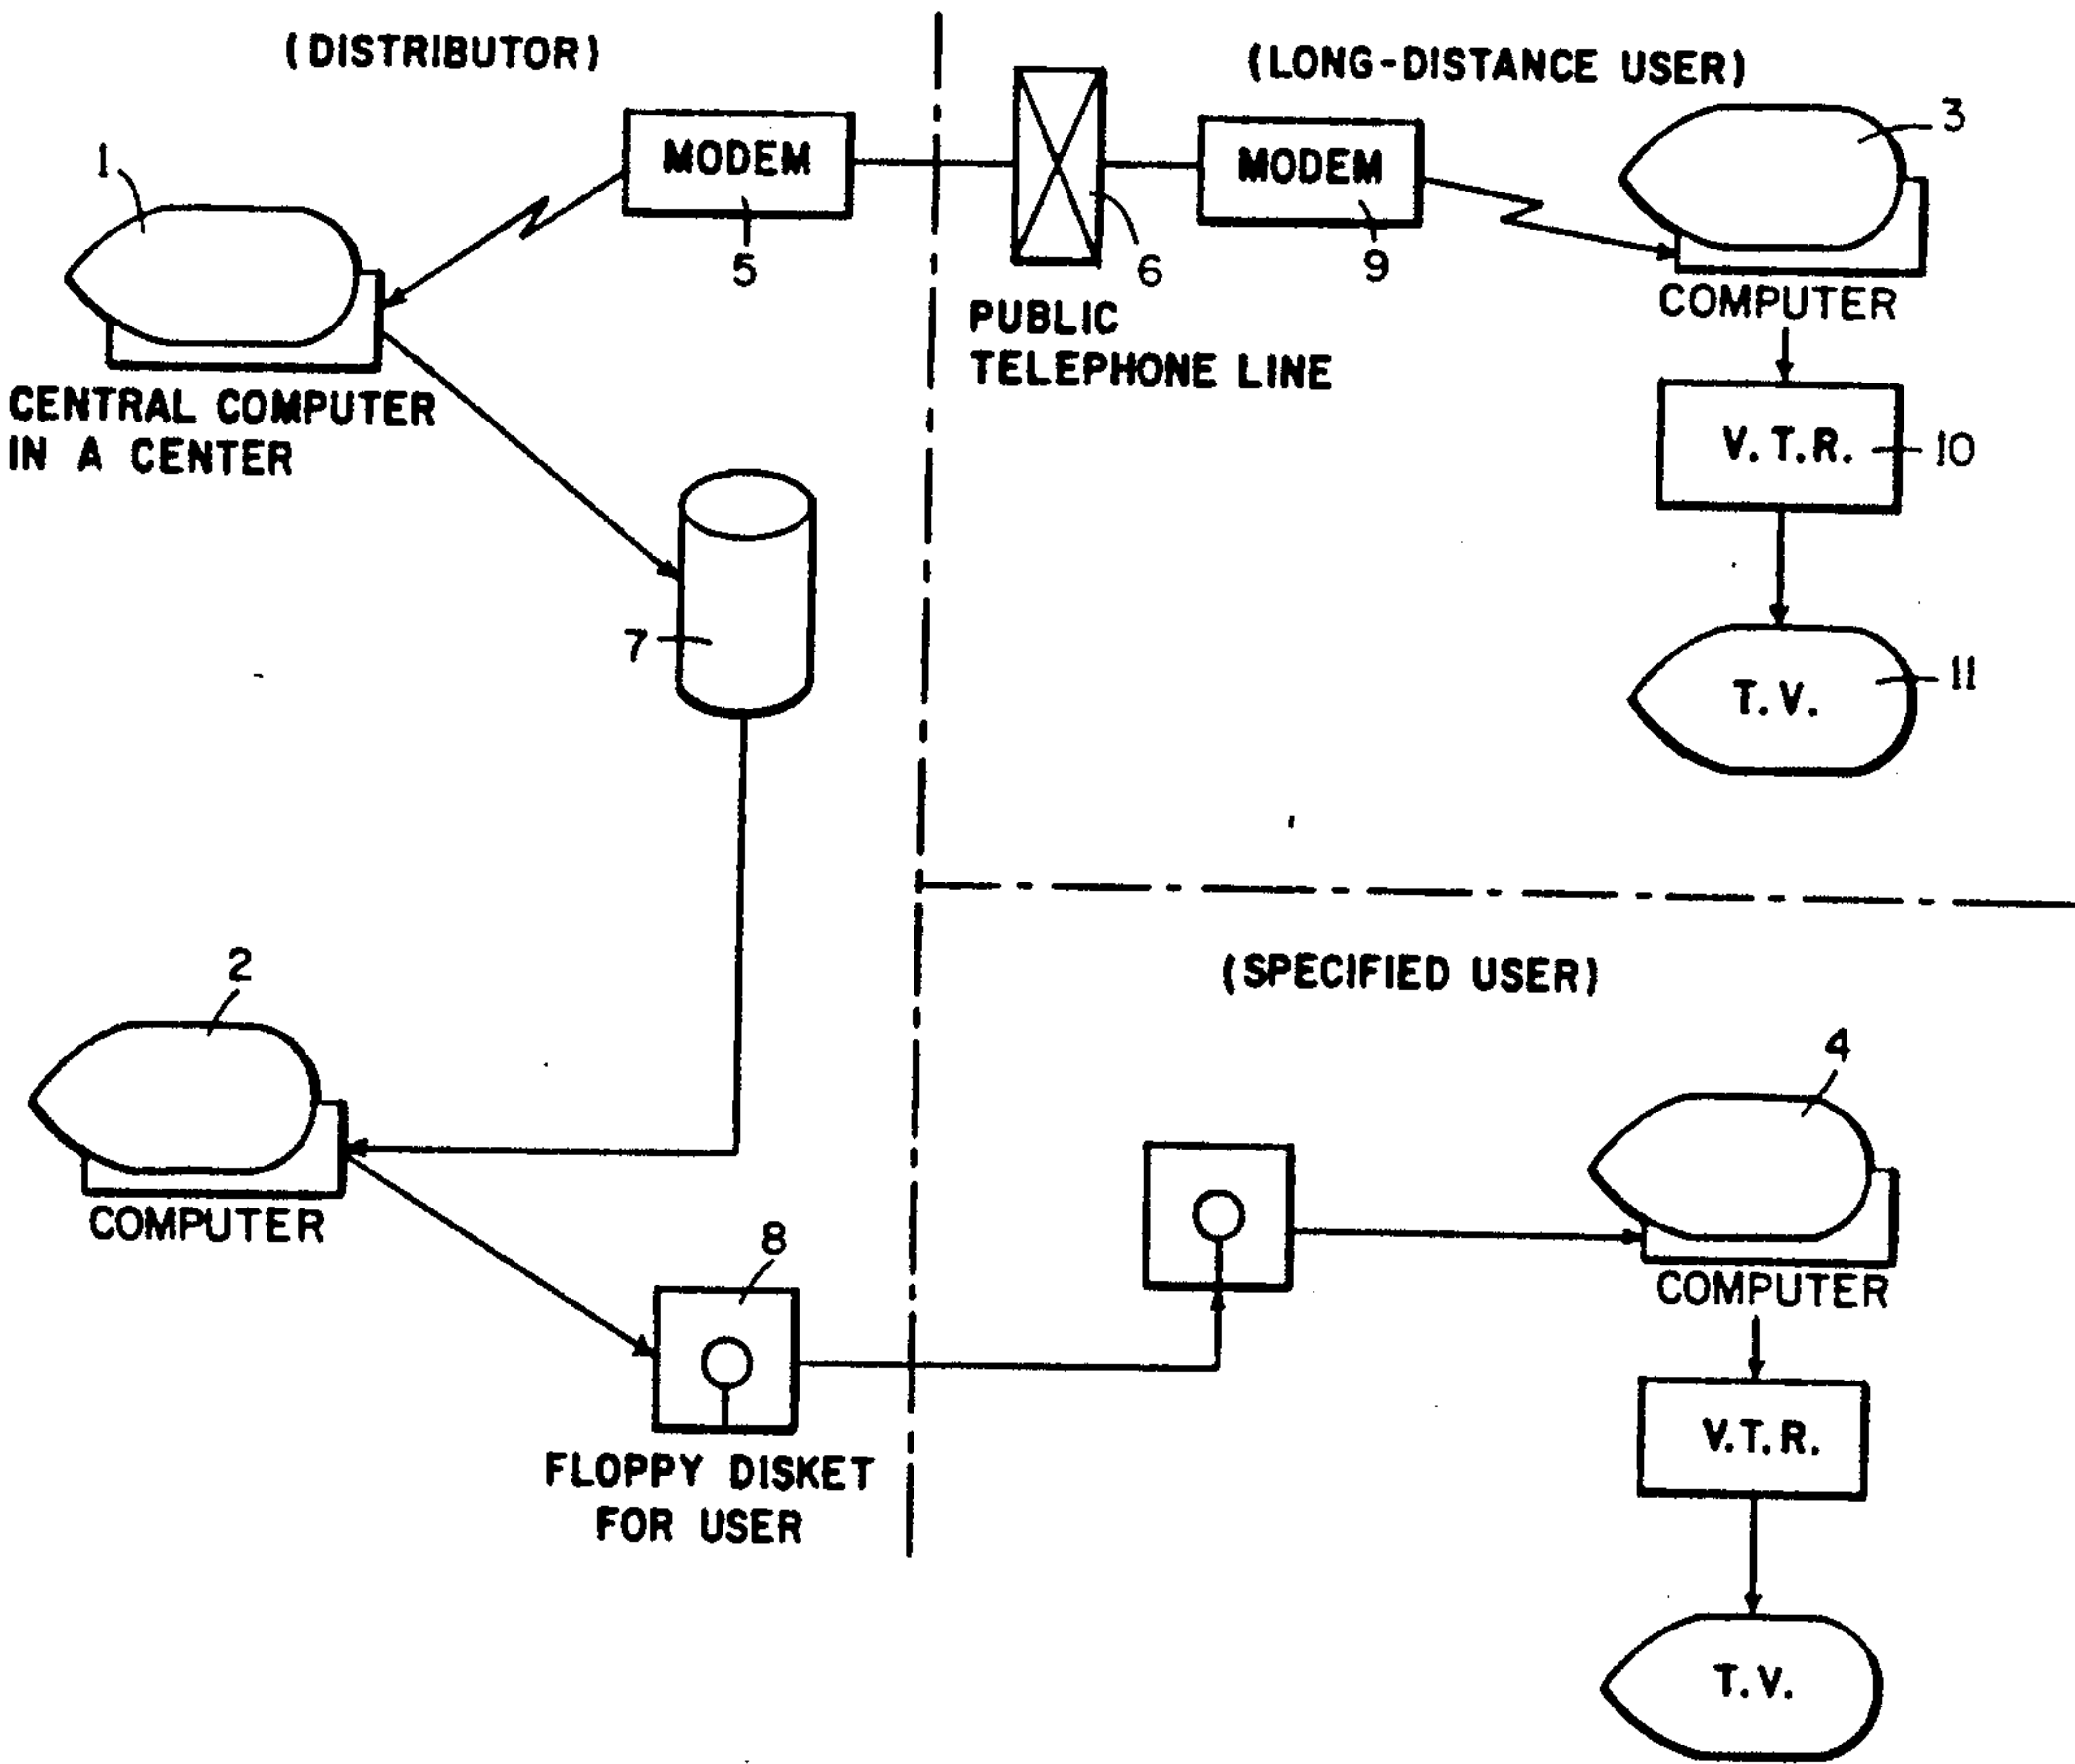 (DISTRIBUTOR)
1
MODEM
5
CENTRAL COMPUTER
IN A CENTER
7
2
COMPUTER
8
FLOPPY DISKET
FOR USER
(LONG-DISTANCE USER)
6
PUBLIC
TELEPHONE LINE
MODEM
9
3
COMPUTER
V.T.R.
10
T.V.
11
(SPECIFIED USER)
4
COMPUTER
V.T.R.
T.V.